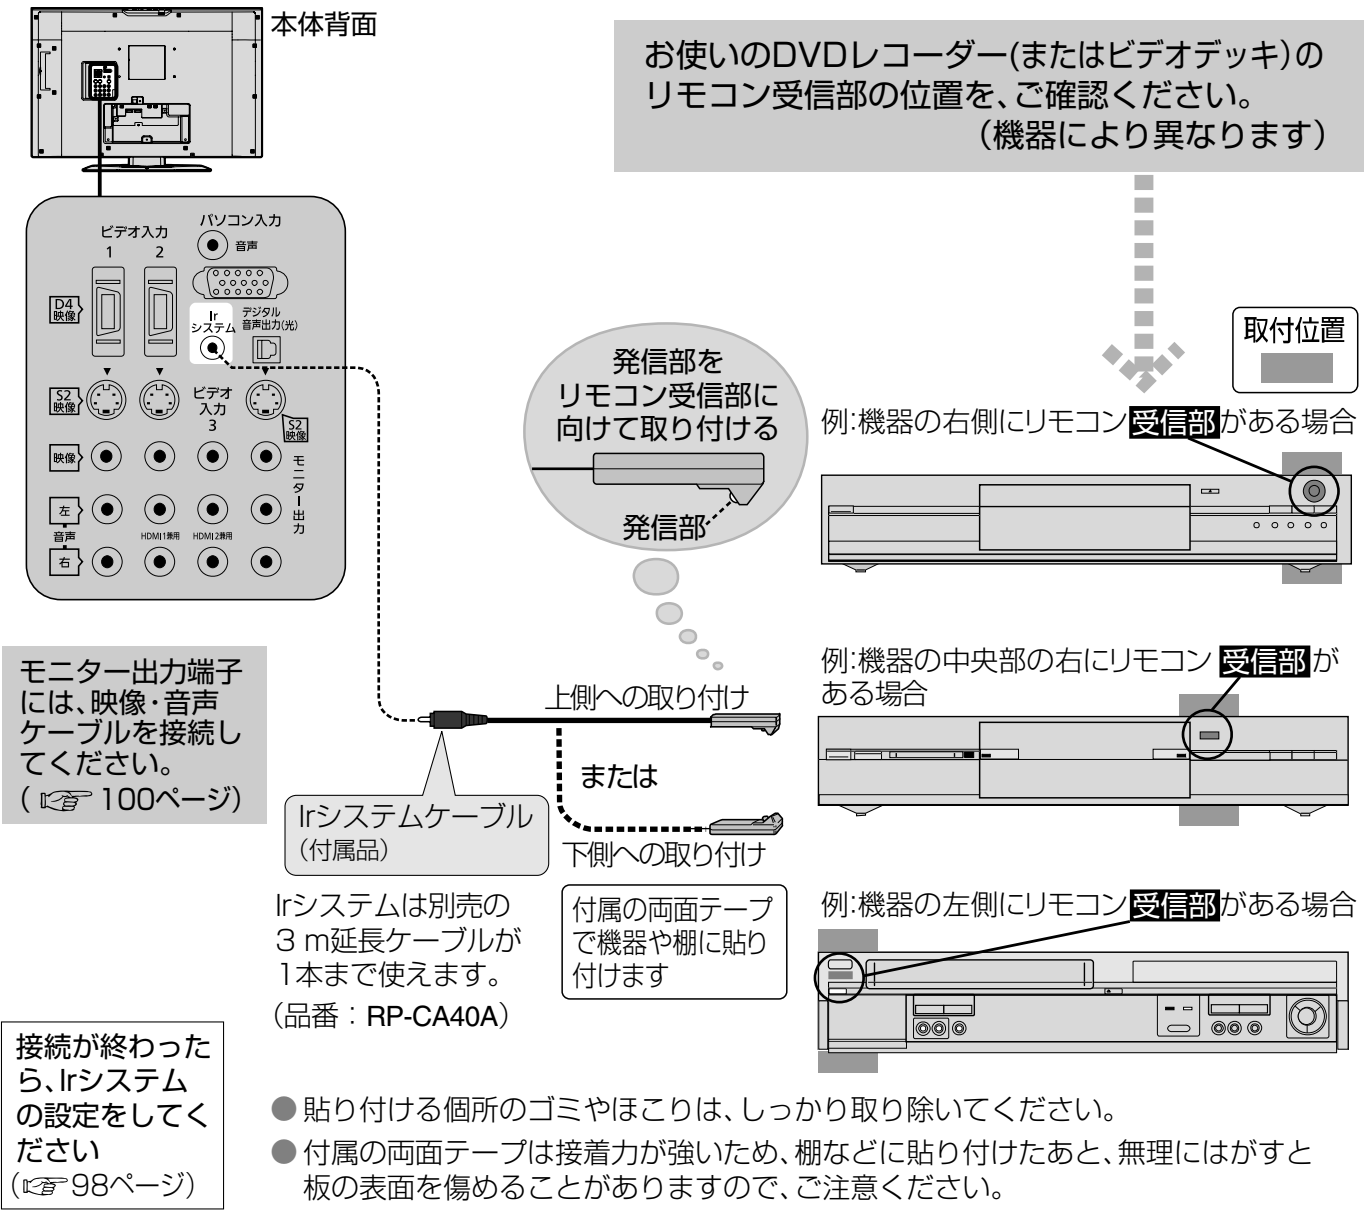 本体背面
お使いのDVDレコーダー(またはビデオデッキ)の
リモコン受信部の位置を、ご確認ください。
(機器により異なります)
ビデオ入力
1 2
パソコン入力
音声
D4
映像
Ir
システム
デジタル
音声出力(光)
S2
映像
ビデオ
入力
3
S2
映像
映像
モニター出力
左
音声
右
HDMI1兼用
HDMI2兼用
発信部を
リモコン受信部に
向けて取り付ける
発信部
取付位置
例:機器の右側にリモコン受信部がある場合
モニター出力端子
には、映像・音声
ケーブルを接続し
てください。
(☞100ページ)
上側への取り付け
または
下側への取り付け
Irシステムケーブル
(付属品)
例:機器の中央部の右にリモコン受信部が
ある場合
Irシステムは別売の
3 m延長ケーブルが
1本まで使えます。
(品番:RP-CA40A)
付属の両面テープ
で機器や棚に貼り
付けます
例:機器の左側にリモコン受信部がある場合
接続が終わった
ら、Irシステム
の設定をしてく
ださい
(☞98ページ)
●貼り付ける個所のゴミやほこりは、しっかり取り除いてください。
●付属の両面テープは接着力が強いため、棚などに貼り付けたあと、無理にはがすと
板の表面を傷めることがありますので、ご注意ください。